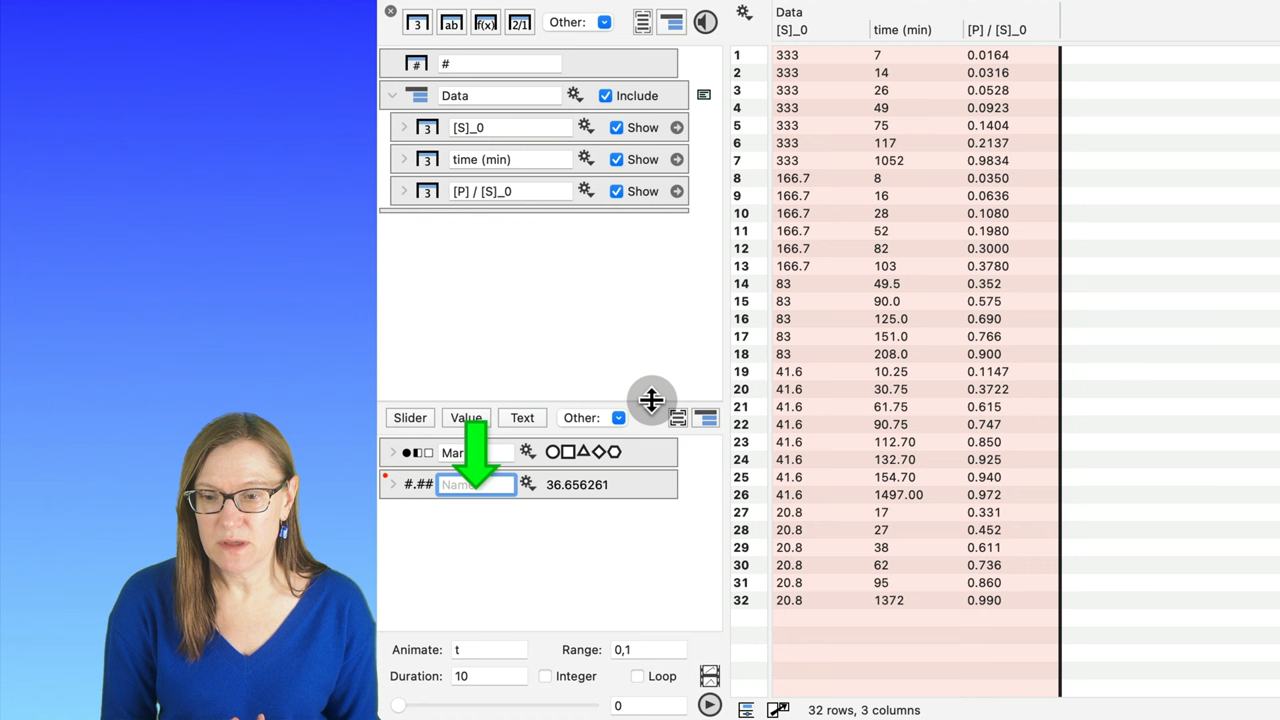 3 ab f(x) 2/1 Other:
# #
Data Include
3 [S]_0 Show
3 time (min) Show
3 [P] / [S]_0 Show
Slider Value Text Other:
Mar
#.## Name 36.656261
Animate: t Range: 0,1
Duration: 10 Integer Loop
0
Data
[S]_0 time (min) [P] / [S]_0
1 333 7 0.0164
2 333 14 0.0316
3 333 26 0.0528
4 333 49 0.0923
5 333 75 0.1404
6 333 117 0.2137
7 333 1052 0.9834
8 166.7 8 0.0350
9 166.7 16 0.0636
10 166.7 28 0.1080
11 166.7 52 0.1980
12 166.7 82 0.3000
13 166.7 103 0.3780
14 83 49.5 0.352
15 83 90.0 0.575
16 83 125.0 0.690
17 83 151.0 0.766
18 83 208.0 0.900
19 41.6 10.25 0.1147
20 41.6 30.75 0.3722
21 41.6 61.75 0.615
22 41.6 90.75 0.747
23 41.6 112.70 0.850
24 41.6 132.70 0.925
25 41.6 154.70 0.940
26 41.6 1497.00 0.972
27 20.8 17 0.331
28 20.8 27 0.452
29 20.8 38 0.611
30 20.8 62 0.736
31 20.8 95 0.860
32 20.8 1372 0.990
32 rows, 3 columns